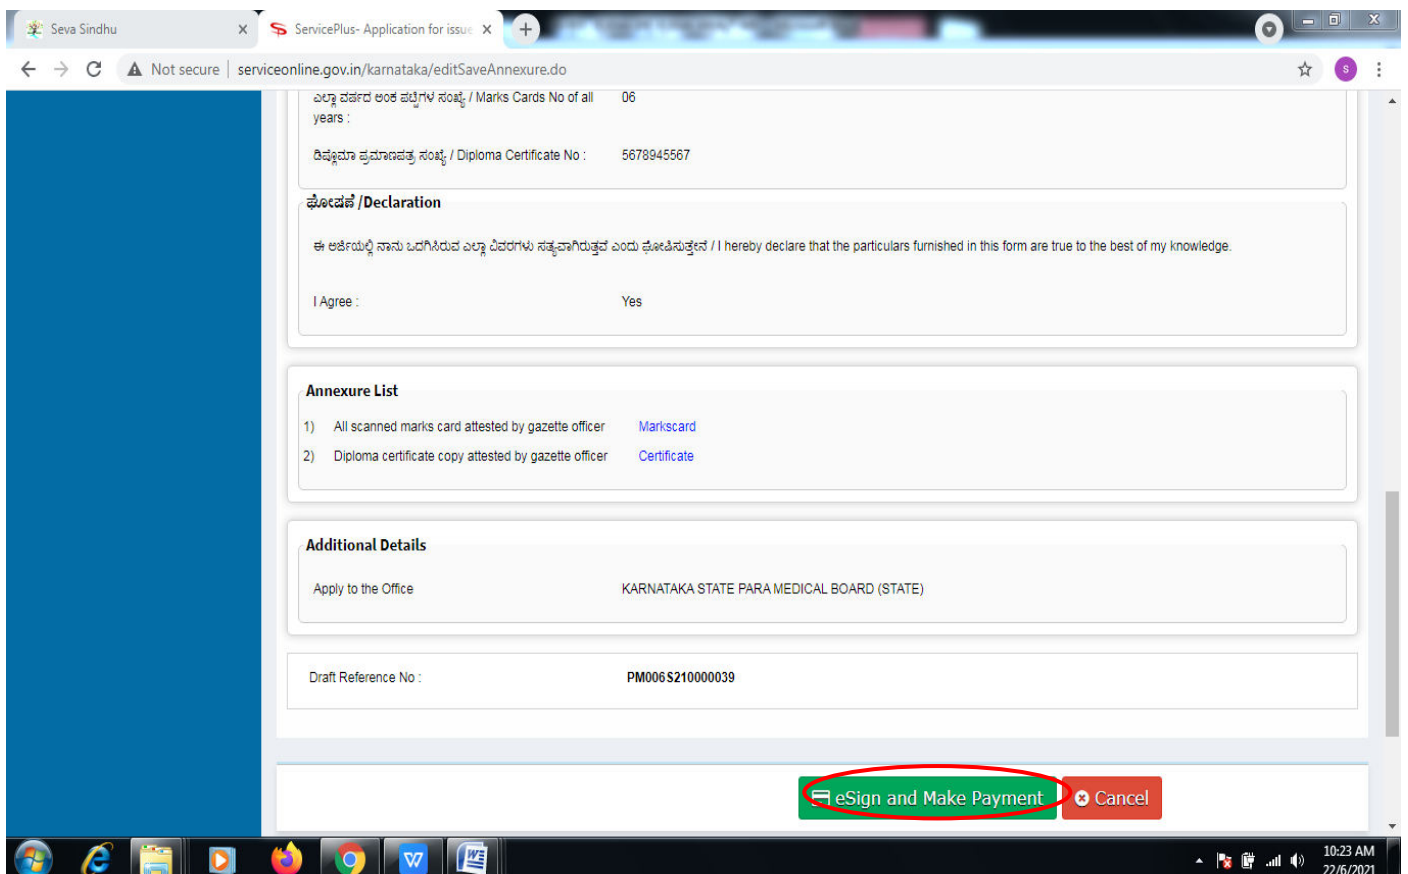 Seva Sindhu
ServicePlus- Application for issue
Not secure serviceonline.gov.in/karnataka/editSaveAnnexure.do
S
ಎಲ್ಲಾ ವರ್ಷದ ಅಂಕ ಪಟ್ಟಿಗಳ ಸಂಖ್ಯೆ / Marks Cards No of all 06
years :
ಡಿಪ್ಲೊಮಾ ಪ್ರಮಾಣಪತ್ರ ಸಂಖ್ಯೆ / Diploma Certificate No : 5678945567
ಘೋಷಣೆ /Declaration
ಈ ಅರ್ಜಿಯಲ್ಲಿ ನಾನು ಒದಗಿಸಿರುವ ಎಲ್ಲಾ ವಿವರಗಳು ಸತ್ಯವಾಗಿರುತ್ತವೆ ಎಂದು ಘೋಷಿಸುತ್ತೇನೆ / I hereby declare that the particulars furnished in this form are true to the best of my knowledge.
I Agree : Yes
Annexure List
1) All scanned marks card attested by gazette officer Markscard
2) Diploma certificate copy attested by gazette officer Certificate
Additional Details
Apply to the Office KARNATAKA STATE PARA MEDICAL BOARD (STATE)
Draft Reference No : PM006S210000039
eSign and Make Payment Cancel
10:23 AM
22/6/2021